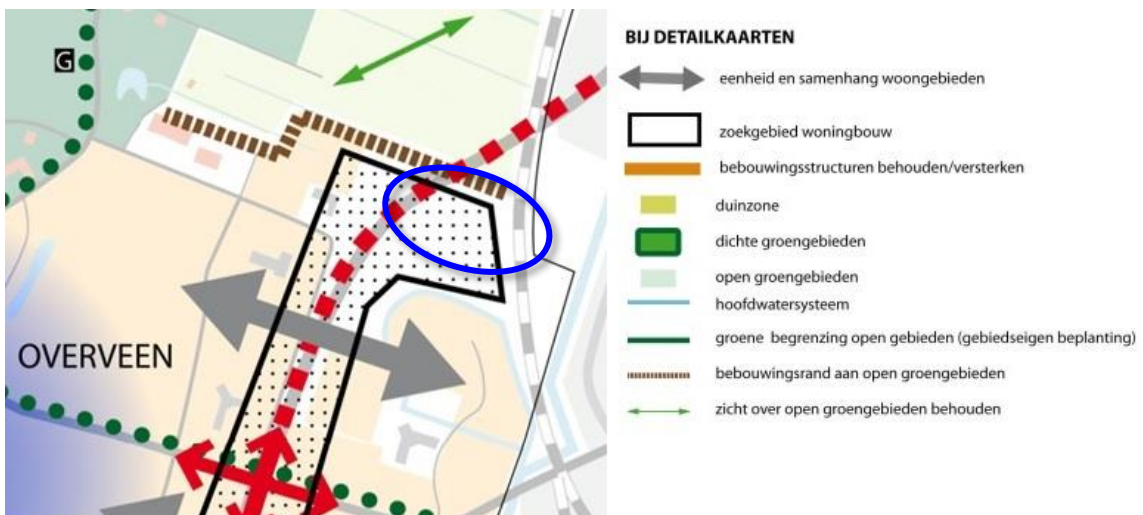 G
OVERVEEN
BIJ DETAILKAARTEN
eenheid en samenhang woongebieden
zoekgebied woningbouw
bebouwingsstructuren behouden/versterken
duinzone
dichte groengebieden
open groengebieden
hoofdwatersysteem
groene begrenzing open gebieden (gebiedseigen beplanting)
bebouwingsrand aan open groengebieden
zicht over open groengebieden behouden